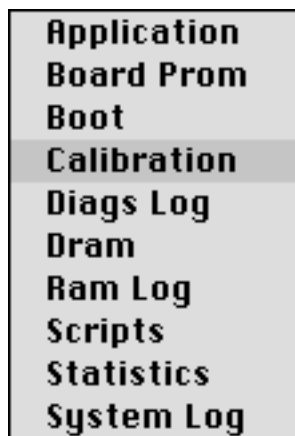 Application
Board Prom
Boot
Calibration
Diags Log
Dram
Ram Log
Scripts
Statistics
System Log